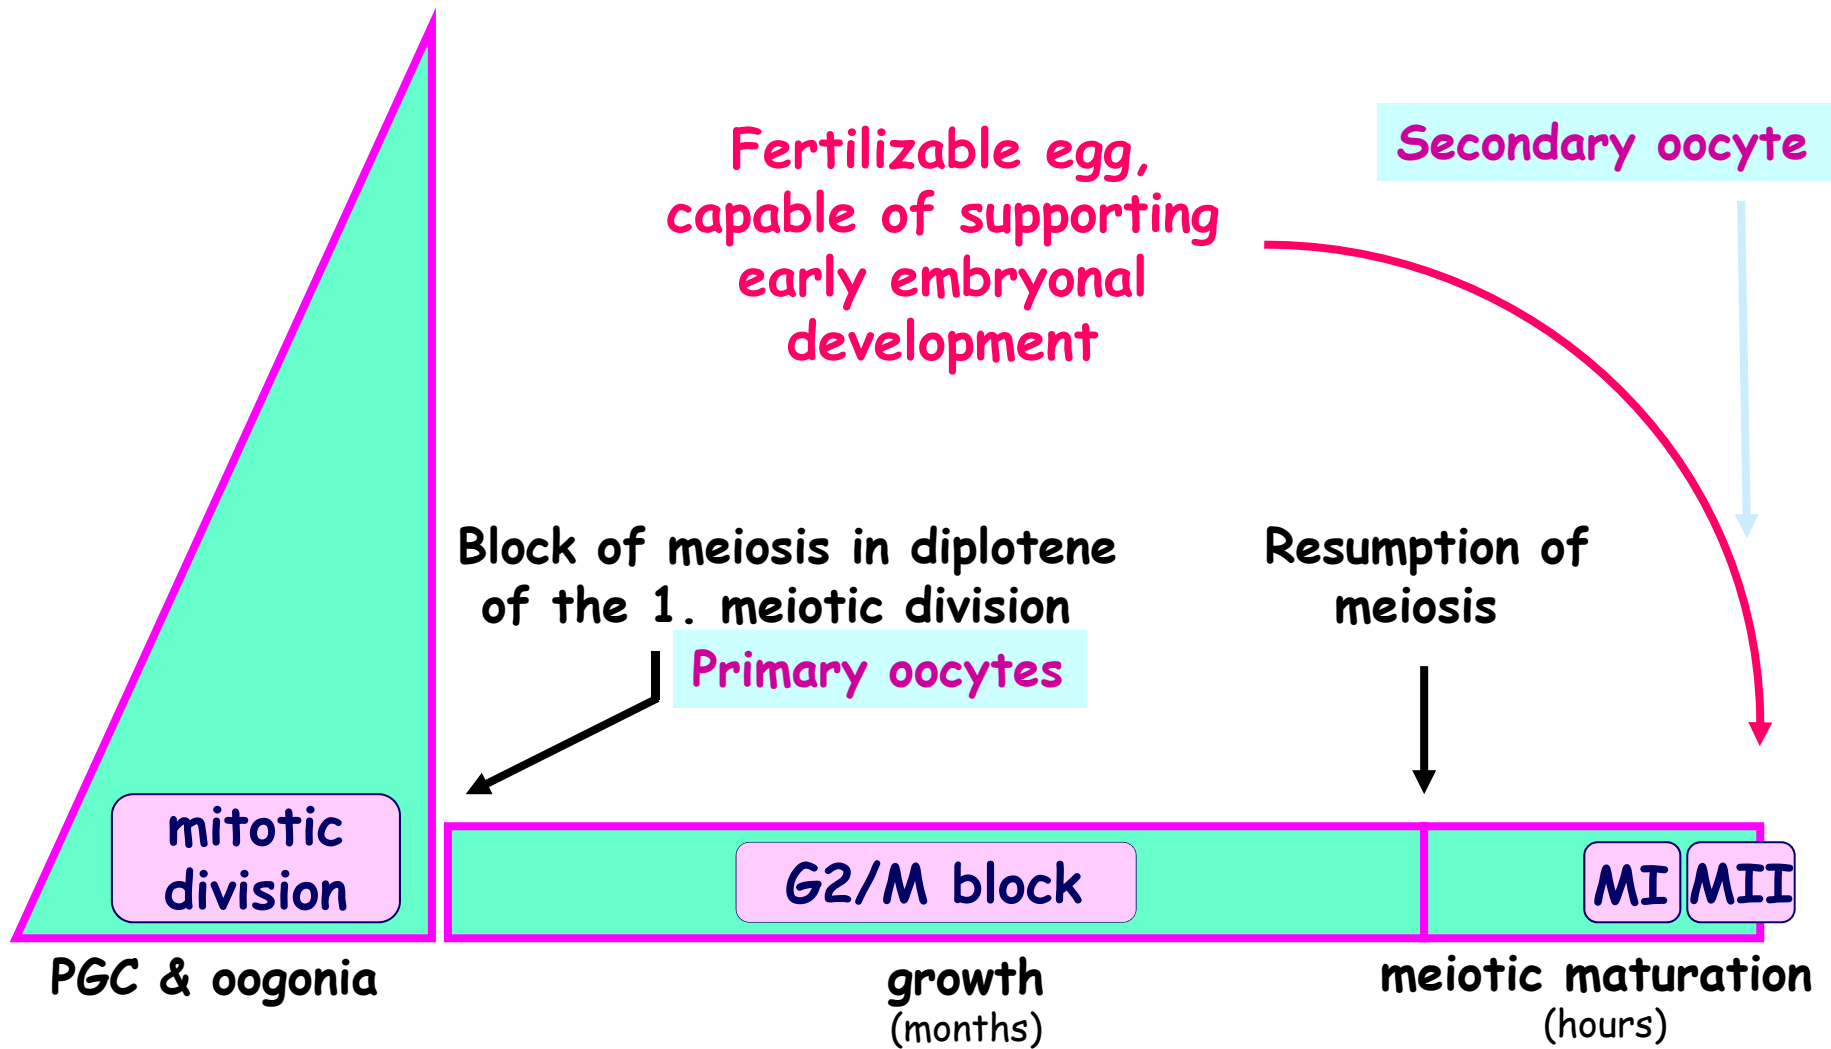 Fertilizable egg,
capable of supporting
early embryonal
development
Secondary oocyte
Block of meiosis in diplotene
of the 1. meiotic division
Primary oocytes
Resumption of
meiosis
mitotic
division
G2/M block
MI
MII
PGC & oogonia
growth
(months)
meiotic maturation
(hours)